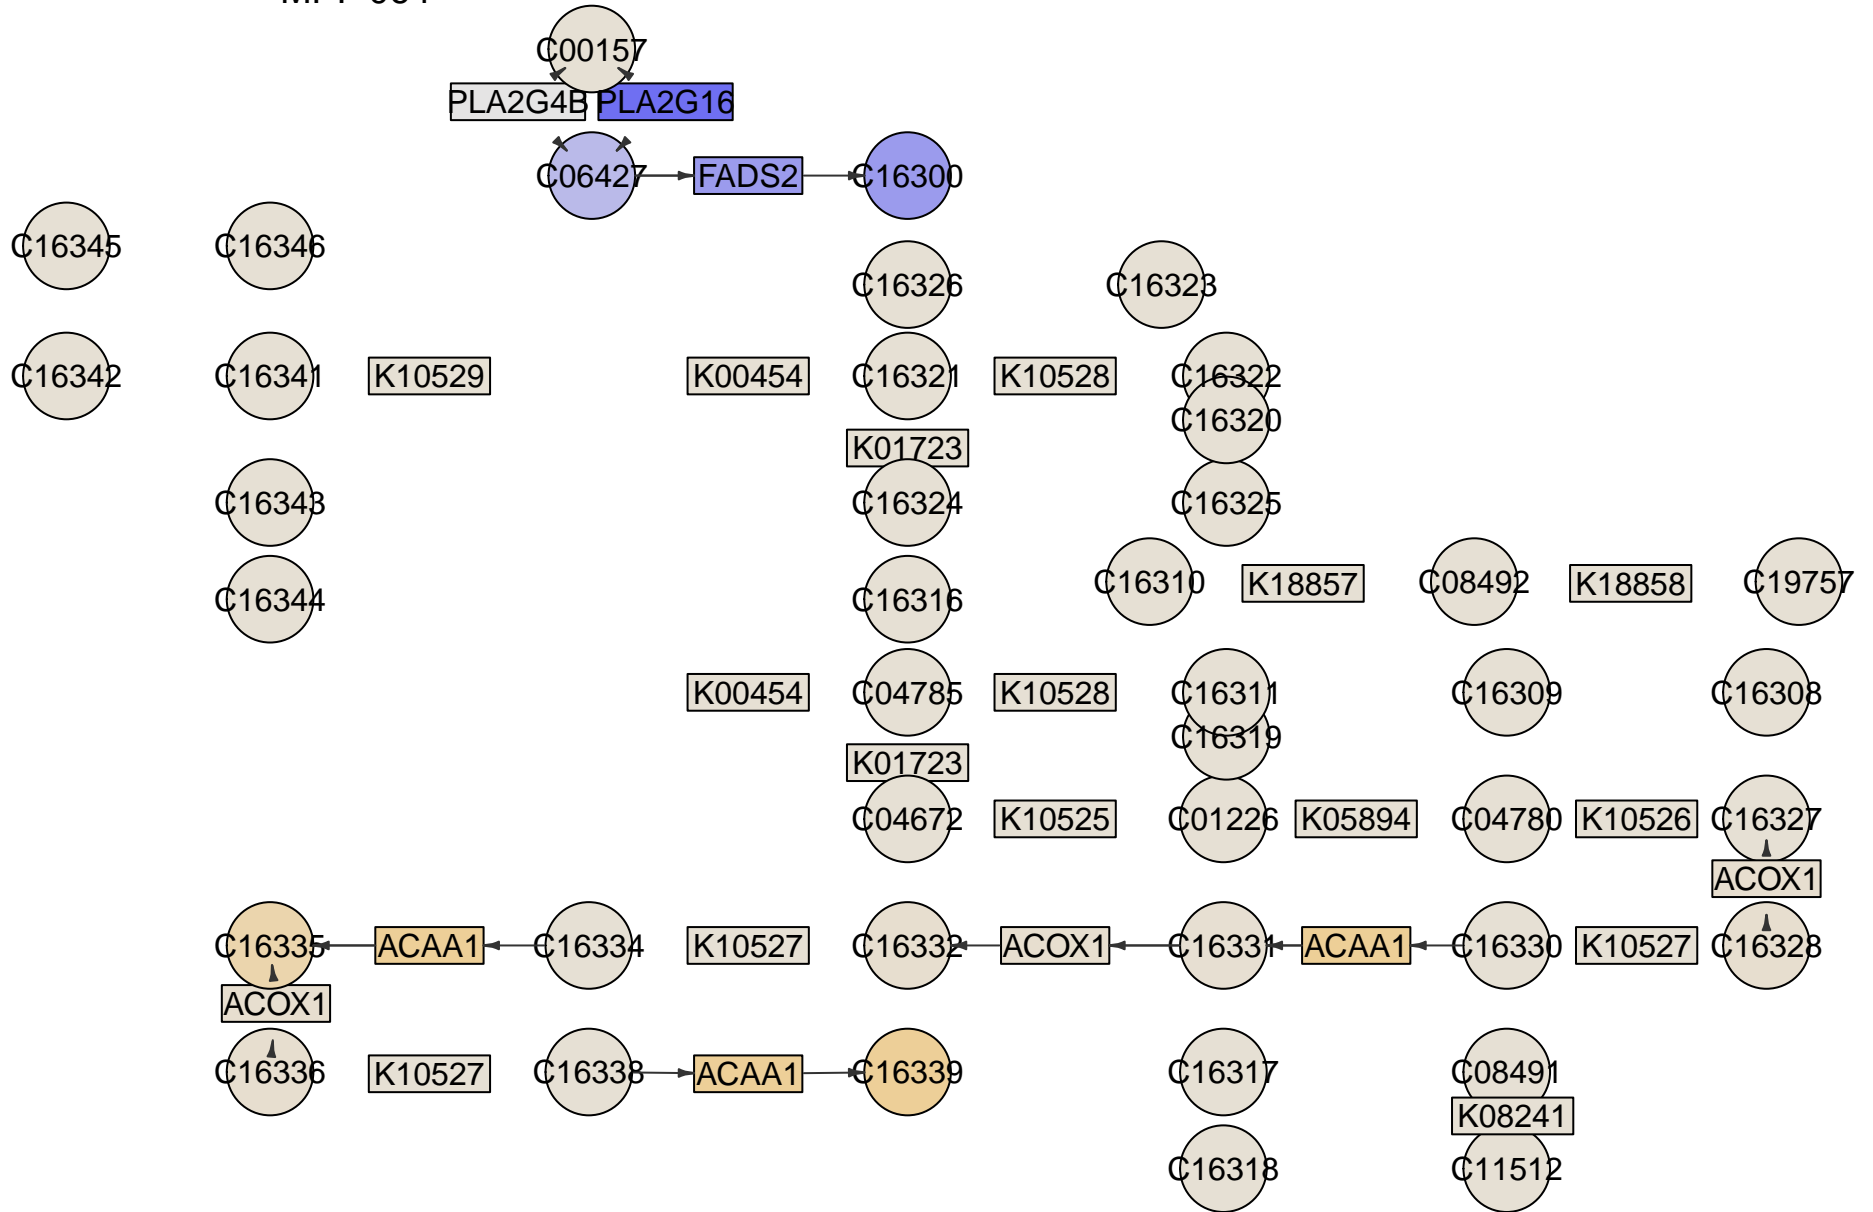 C00157
PLA2G4B PLA2G16
C06427 FADS2 C16300
C16345 C16346
C16326 C16323
C16342 C16341 K10529 K00454 C16321 K10528 C16322
C16320
K01723
C16343 C16324 C16325
C16310 K18857 C08492 K18858 C19757
C16344 C16316
K00454 C04785 K10528 C16311 C16309 C16308
C16319
K01723
C04672 K10525 C01226 K05894 C04780 K10526 C16327
ACOX1
C16335 ACAA1 C16334 K10527 C16332 ACOX1 C16331 ACAA1 C16330 K10527 C16328
ACOX1
C16336 K10527 C16338 ACAA1 C16339 C16317 C08491
K08241
C16318 C11512